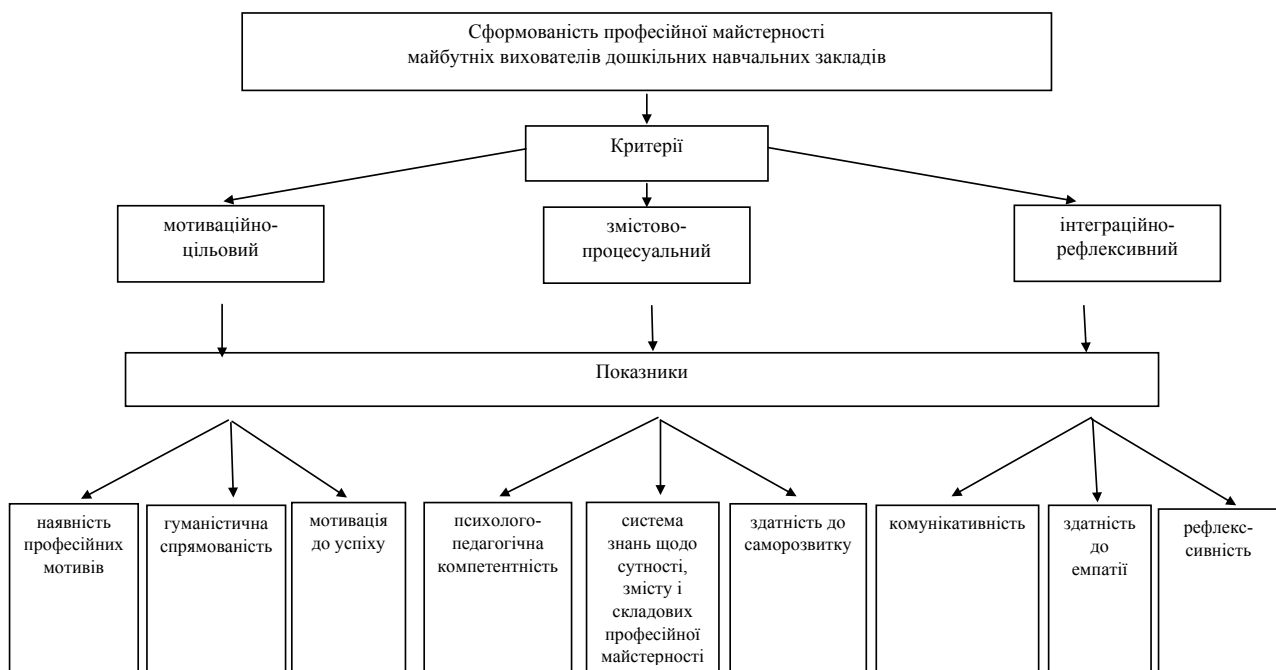 Сформованість професійної майстерності
майбутніх вихователів дошкільних навчальних закладів
Критерії
мотиваційно-
цільовий
змістово-
процесуальний
інтеграційно-
рефлексивний
Показники
наявність
професійних
мотивів
гуманістична
спрямованість
мотивація
до успіху
психолого-
педагогічна
компетентність
система
знань щодо
сутності,
змісту і
складових
професійної
майстерності
здатність до
саморозвитку
комунікативність
здатність
до
емпатії
рефлекс-
сивність